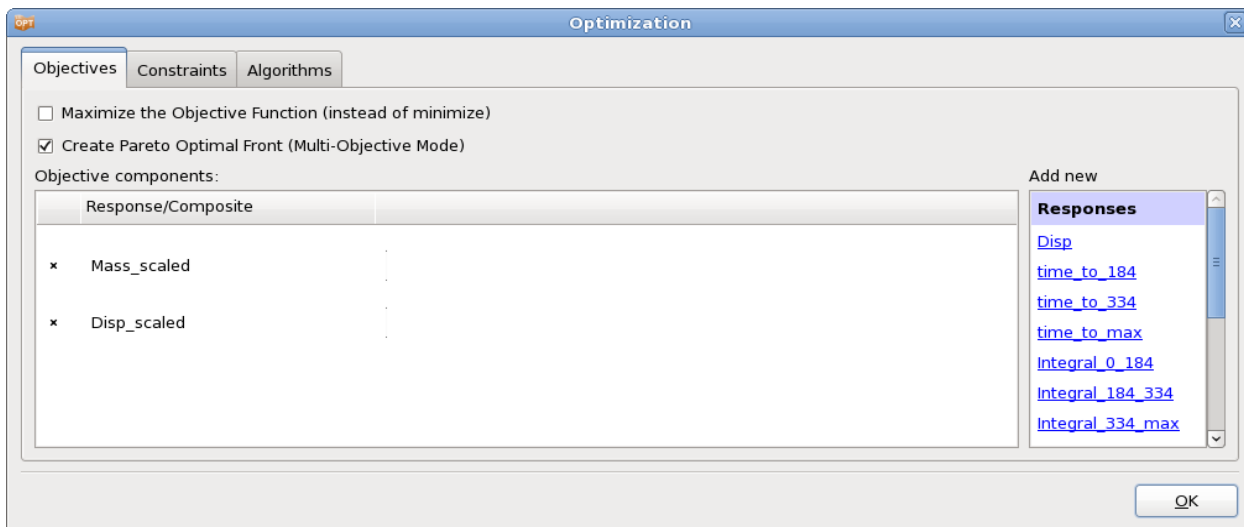 OPT
Optimization
Objectives Constraints Algorithms
Maximize the Objective Function (instead of minimize)
Create Pareto Optimal Front (Multi-Objective Mode)
Objective components:
Add new
Response/Composite
Mass_scaled
Disp_scaled
Responses
Disp
time_to_184
time_to_334
time_to_max
Integral_0_184
Integral_184_334
Integral_334_max
OK